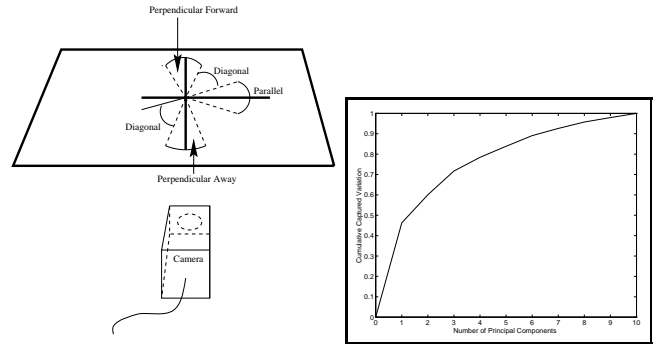 Perpendicular Forward
Diagonal
Parallel
Diagonal
Perpendicular Away
Camera
1
0.9
0.8
0.7
0.6
0.5
0.4
0.3
0.2
0.1
0
Cumulative Captured Variation
0 1 2 3 4 5 6 7 8 9 10
Number of Principal Components